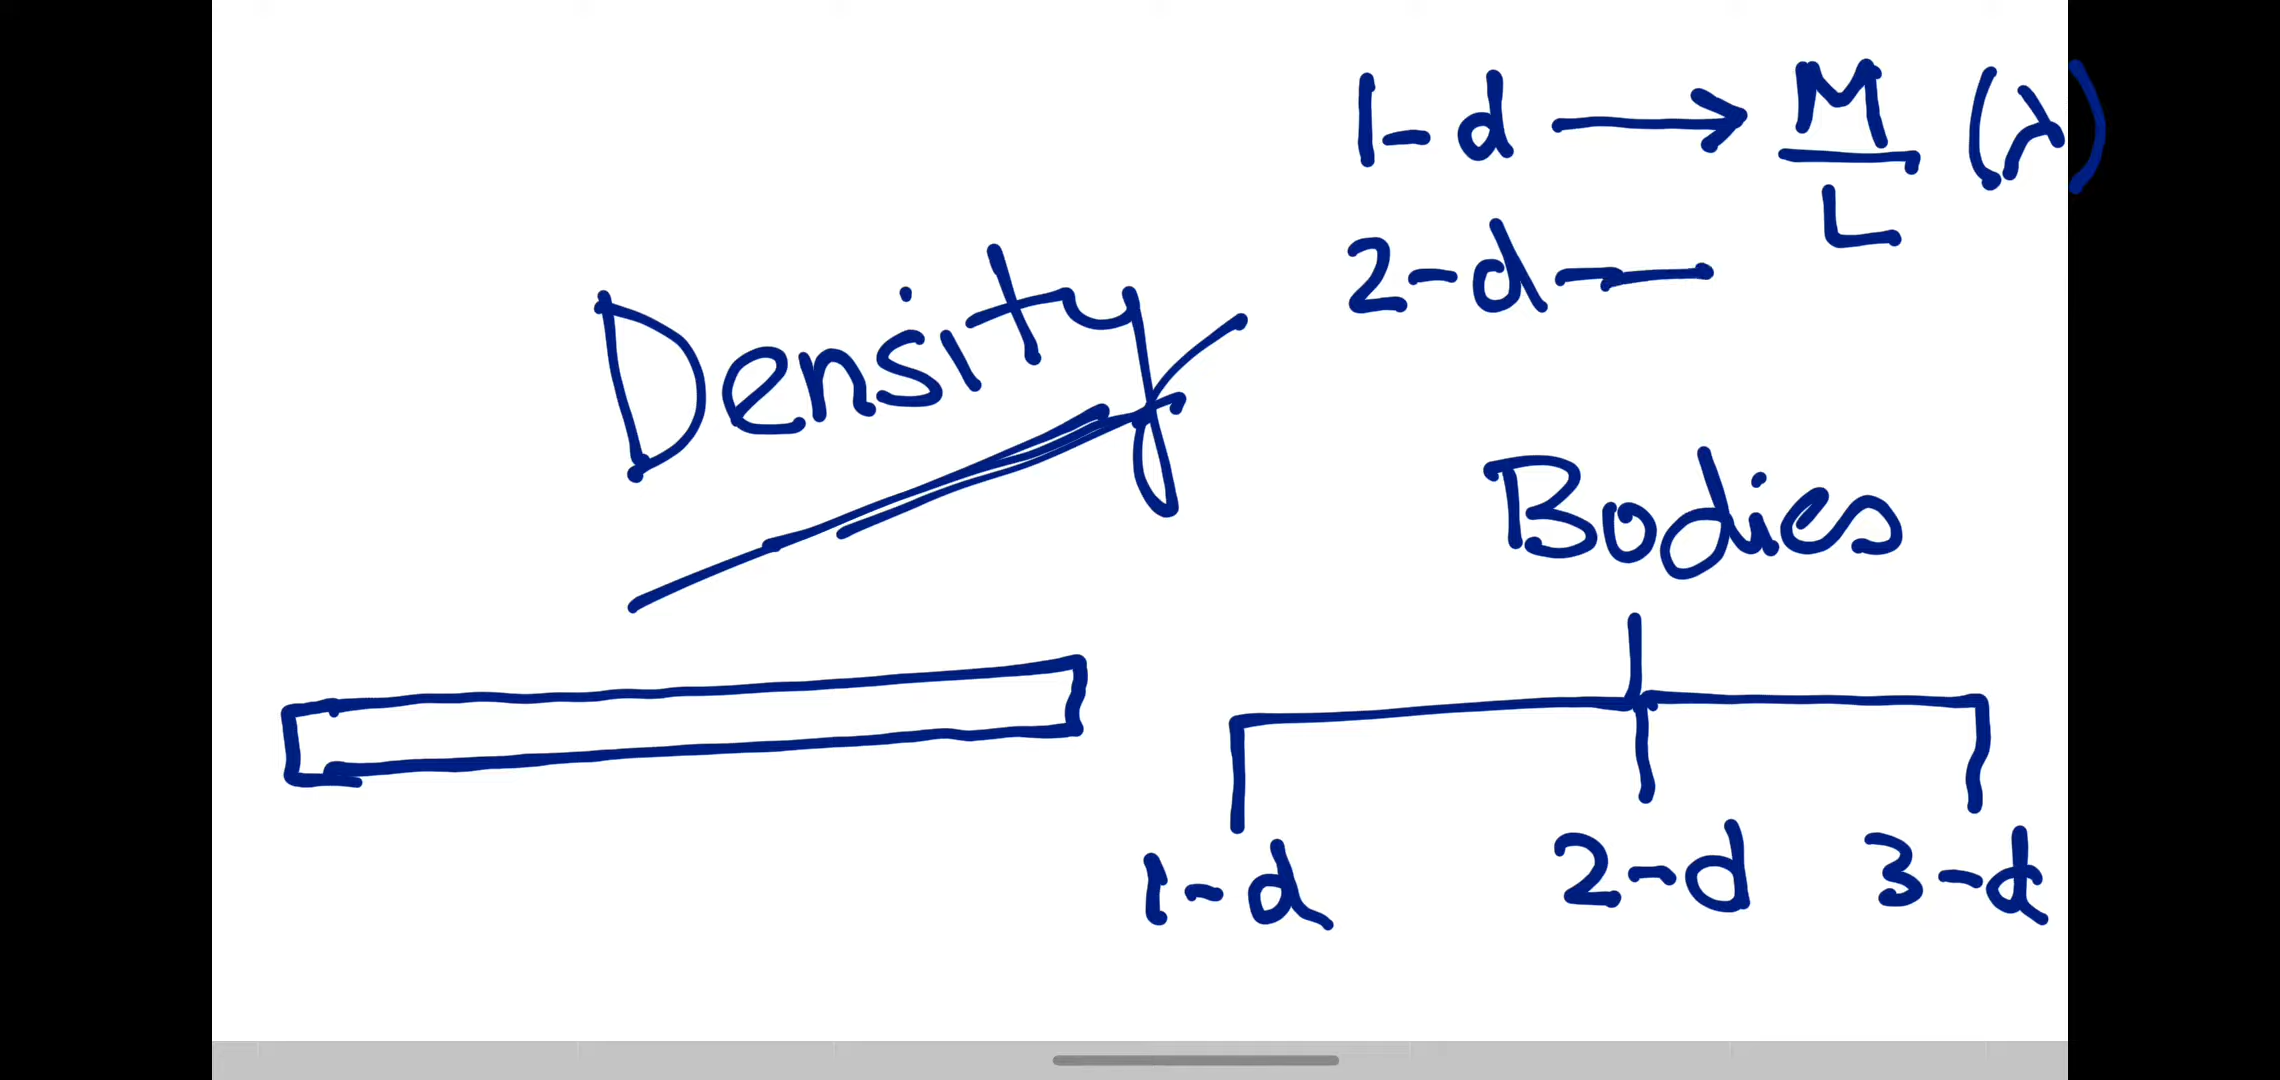 1-d → M/L (λ)
2-d —
Density
Bodies
1-d 2-d 3-d